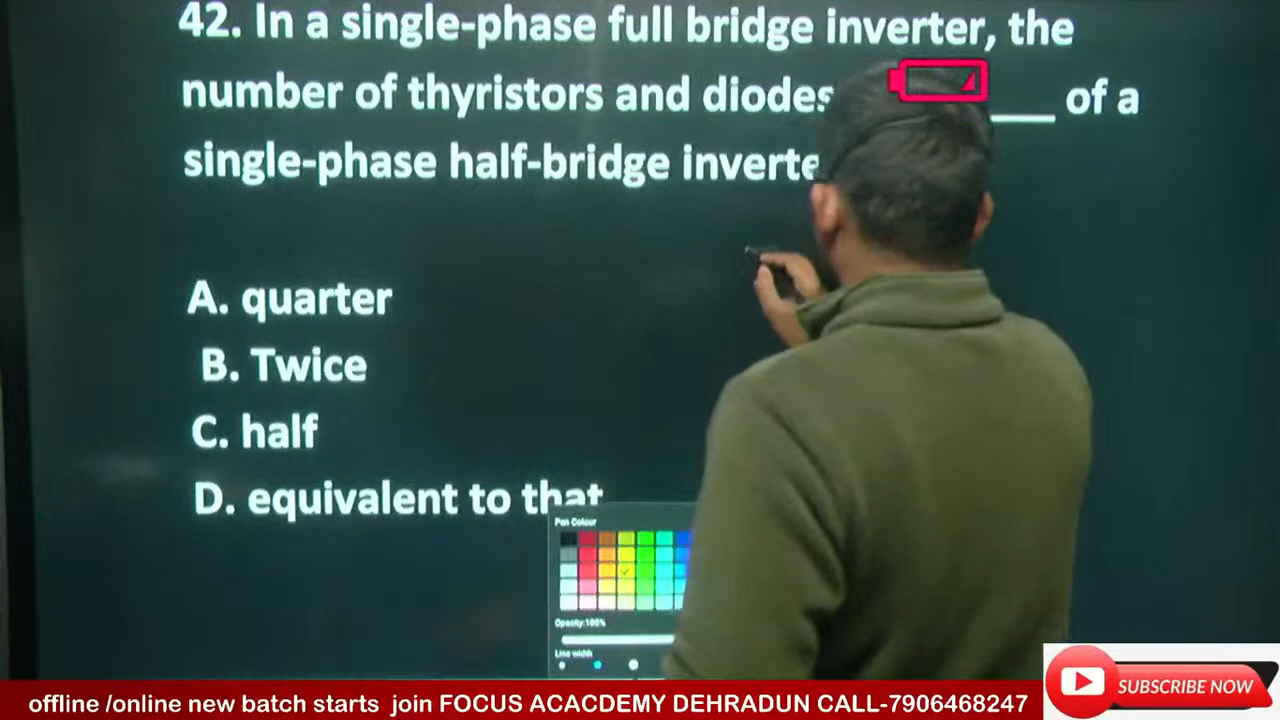 42. In a single-phase full bridge inverter, the
number of thyristors and diodes ____ of a
single-phase half-bridge
A. quarter
B. Twice
C. half
D. equivalent to that
Pen Colour
Opacity:100%
Line width
offline /online new batch starts join FOCUS ACACDEMY DEHRADUN CALL-7906468247
SUBSCRIBE NOW